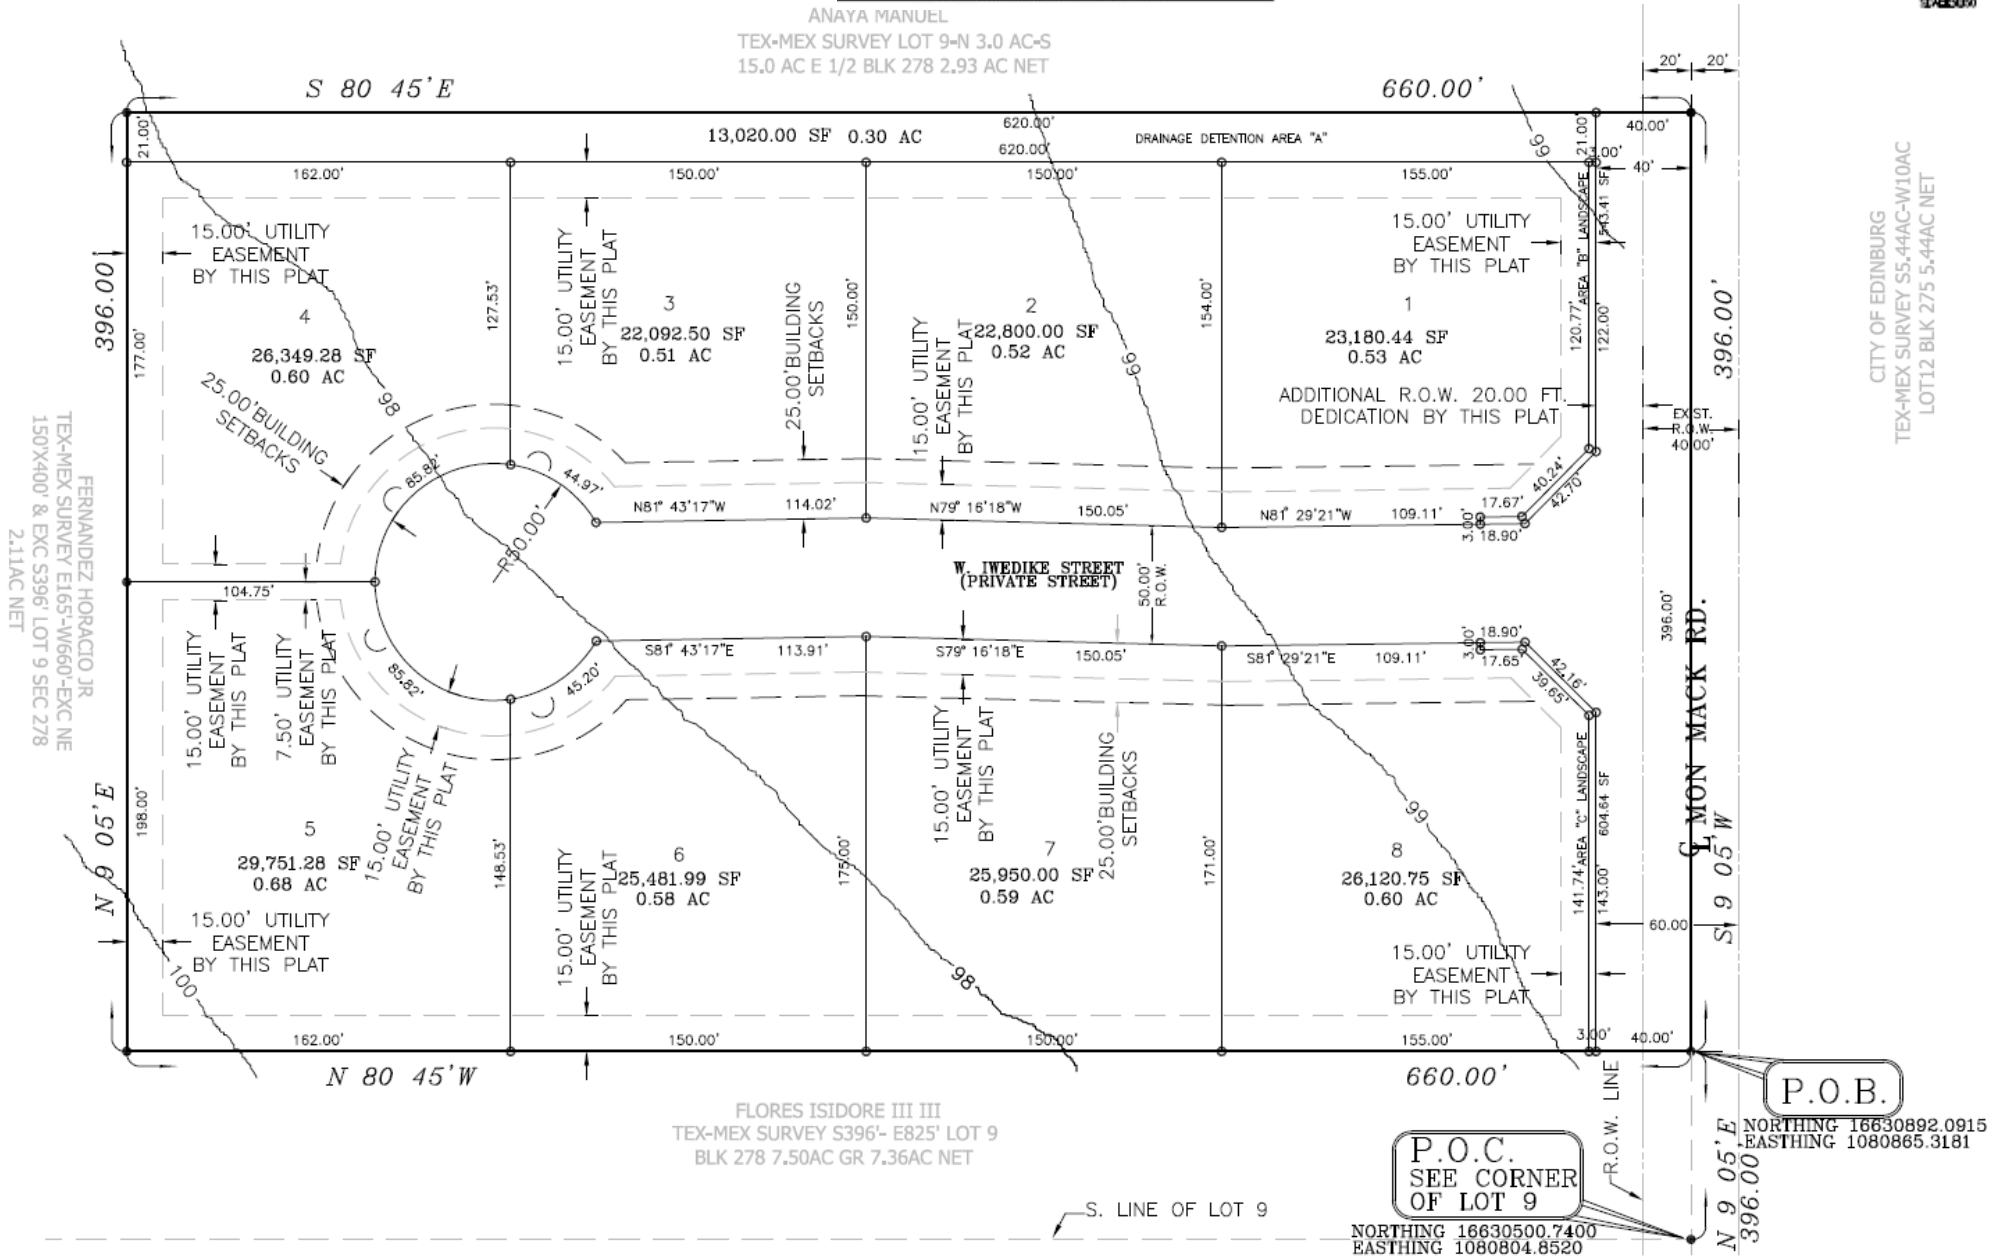 ANAYA MANUEL
TEX-MEX SURVEY LOT 9-N 3.0 AC-S
15.0 AC E 1/2 BLK 278 2.93 AC NET
20' 20'
S 80 45'E
660.00'
21.00'
620.00'
13,020.00 SF 0.30 AC
DRAINAGE DETENTION AREA "A"
620.00'
21.00'
40.00'
40'
162.00'
150.00'
150.00'
155.00'
99
396.00'
177.00'
15.00' UTILITY
EASEMENT
BY THIS PLAT
4
26,349.28 SF
0.60 AC
98
25.00'BUILDING
SETBACKS
127.53'
15.00' UTILITY
EASEMENT
BY THIS PLAT
3
22,092.50 SF
0.51 AC
25.00'BUILDING
SETBACKS
150.00'
15.00' UTILITY
EASEMENT
BY THIS PLAT
2
22,800.00 SF
0.52 AC
99
154.00'
15.00' UTILITY
EASEMENT
BY THIS PLAT
1
23,180.44 SF
0.53 AC
ADDITIONAL R.O.W. 20.00 FT.
DEDICATION BY THIS PLAT
120.77'
AREA "B" LANDSCAPE
543.41 SF
122.00'
EXIST.
R.O.W.
40.00'
396.00'
CITY OF EDINBURG
TEX-MEX SURVEY S5.44AC-W10AC
LOT12 BLK 275 5.44AC NET
FERNANDEZ HORACIO JR
TEX-MEX SURVEY E165'-W660'-EXC NE
150'X400' & EXC S396' LOT 9 SEC 278
2.11AC NET
85.82'
44.97'
R50.00'
N81° 43'17"W 114.02'
N79° 16'18"W 150.05'
N81° 29'21"W 109.11'
17.67'
3.00'
18.90'
40.24'
42.70'
W. IWEDIKE STREET
(PRIVATE STREET)
50.00'
R.O.W.
104.75'
15.00' UTILITY
EASEMENT
BY THIS PLAT
7.50' UTILITY
EASEMENT
BY THIS PLAT
85.82'
45.20'
S81° 43'17"E 113.91'
S79° 16'18"E 150.05'
S81° 29'21"E 109.11'
3.00'
18.90'
17.65'
42.16'
39.65'
396.00'
MON MACK RD.
N 9 05'E
198.00'
5
29,751.28 SF
0.68 AC
15.00' UTILITY
EASEMENT
BY THIS PLAT
15.00' UTILITY
EASEMENT
BY THIS PLAT
100
148.53'
15.00' UTILITY
EASEMENT
BY THIS PLAT
6
25,481.99 SF
0.58 AC
175.00'
15.00' UTILITY
EASEMENT
BY THIS PLAT
7
25,950.00 SF
0.59 AC
98
25.00'BUILDING
SETBACKS
171.00'
99
8
26,120.75 SF
0.60 AC
15.00' UTILITY
EASEMENT
BY THIS PLAT
141.74'
AREA "C" LANDSCAPE
604.64 SF
143.00'
60.00
S 9 05'W
162.00'
150.00'
150.00'
155.00'
3.00'
40.00'
N 80 45'W
660.00'
FLORES ISIDORE III III
TEX-MEX SURVEY S396'- E825' LOT 9
BLK 278 7.50AC GR 7.36AC NET
P.O.B.
NORTHING 16630892.0915
EASTHING 1080865.3181
R.O.W. LINE
P.O.C.
SEE CORNER
OF LOT 9
NORTHING 16630500.7400
EASTHING 1080804.8520
N 9 05'E
396.00'
S. LINE OF LOT 9